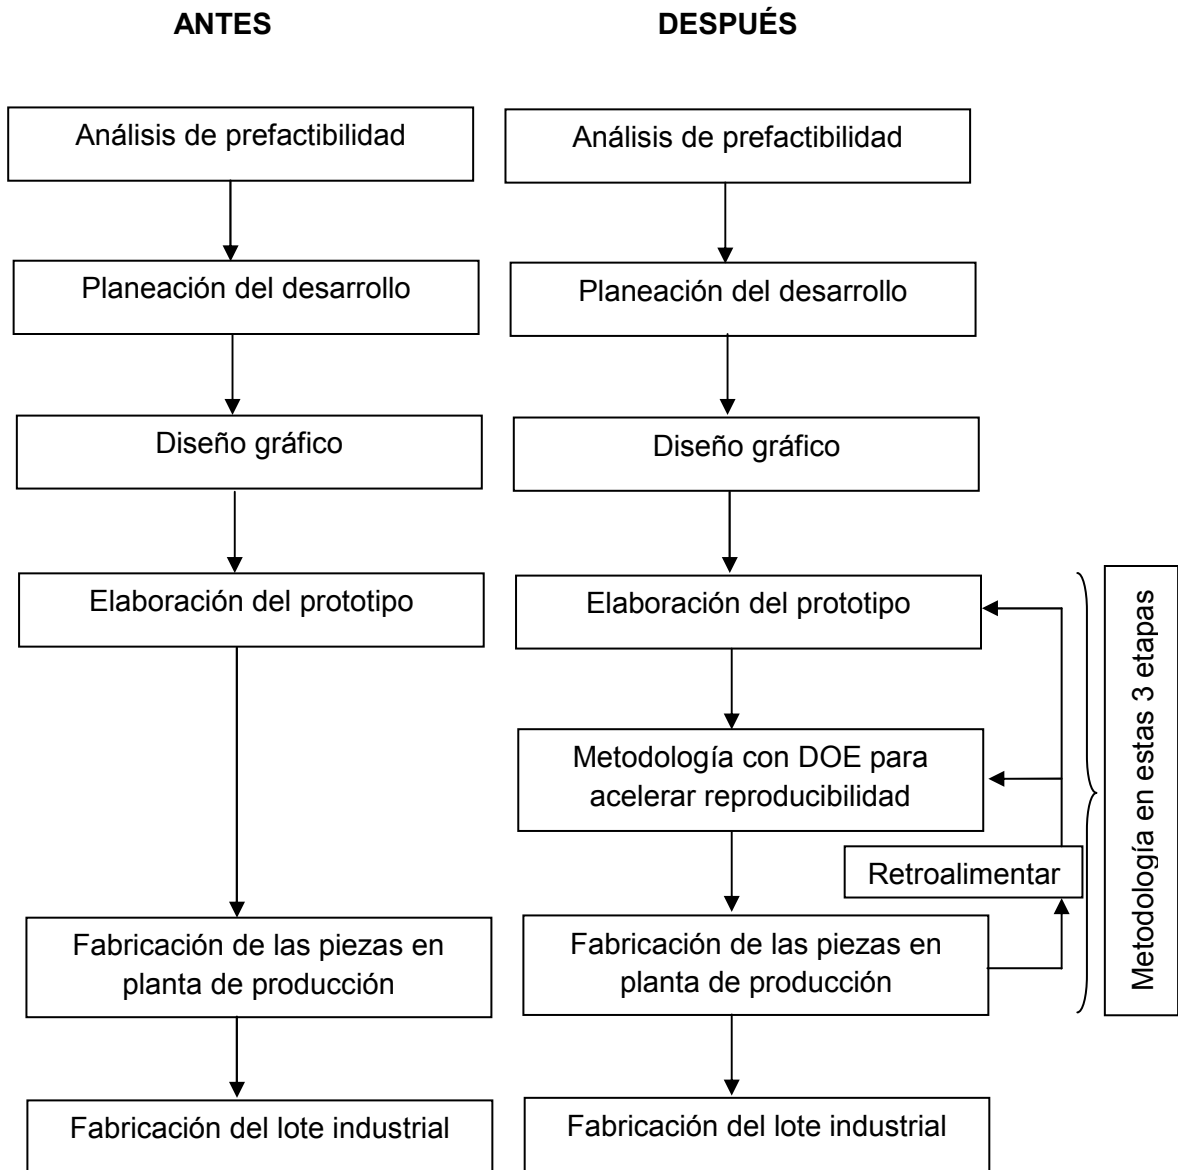 ANTES
Análisis de prefactibilidad
Planeación del desarrollo
Diseño gráfico
Elaboración del prototipo
Fabricación de las piezas en
planta de producción
Fabricación del lote industrial
DESPUÉS
Análisis de prefactibilidad
Planeación del desarrollo
Diseño gráfico
Elaboración del prototipo
Metodología con DOE para
acelerar reproducibilidad
Retroalimentar
Fabricación de las piezas en
planta de producción
Fabricación del lote industrial
Metodología en estas 3 etapas